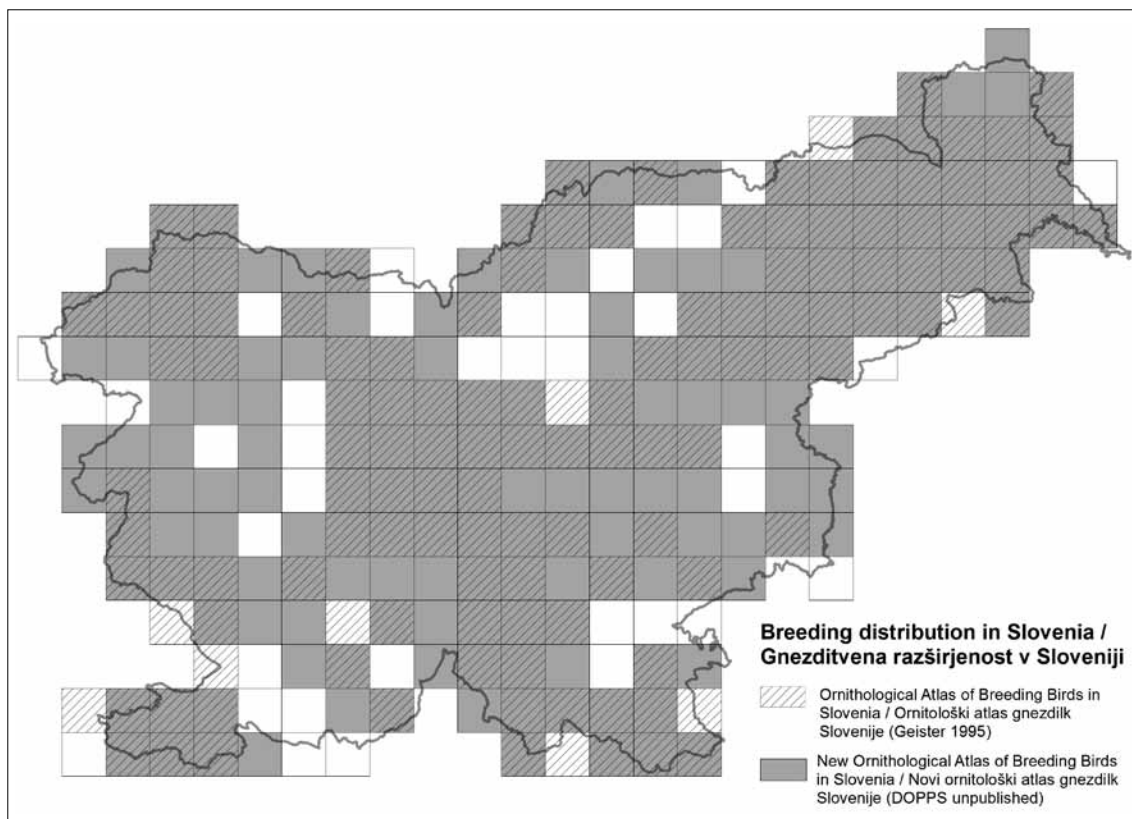 Breeding distribution in Slovenia /
Gnezditvena razširjenost v Sloveniji
Ornithological Atlas of Breeding Birds in
Slovenia / Ornitološki atlas gnezdilk
Slovenije (Geister 1995)
New Ornithological Atlas of Breeding Birds
in Slovenia / Novi ornitološki atlas gnezdilk
Slovenije (DOPPS unpublished)